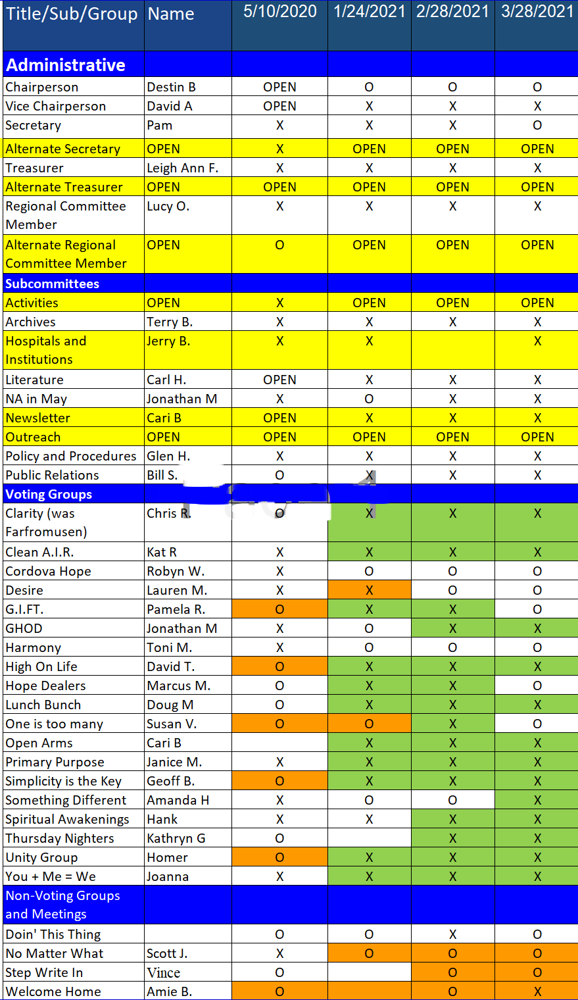 Title/Sub/Group Name 5/10/2020 1/24/2021 2/28/2021 3/28/2021
Administrative
Chairperson Destin B OPEN O O O
Vice Chairperson David A OPEN X X X
Secretary Pam X X X O
Alternate Secretary OPEN X OPEN OPEN OPEN
Treasurer Leigh Ann F. X X X X
Alternate Treasurer OPEN OPEN OPEN OPEN OPEN
Regional Committee Lucy O. X X X X
Member
Alternate Regional OPEN O OPEN OPEN OPEN
Committee Member
Subcommittees
Activities OPEN X OPEN OPEN OPEN
Archives Terry B. X X X X
Hospitals and Jerry B. X X X
Institutions
Literature Carl H. OPEN X X X
NA in May Jonathan M X O X X
Newsletter Cari B OPEN X X X
Outreach OPEN OPEN OPEN OPEN OPEN
Policy and Procedures Glen H. X X X X
Public Relations Bill S. O X X X
Voting Groups
Clarity (was Chris R. O X X X
Farfromusen)
Clean A.I.R. Kat R X X X X
Cordova Hope Robyn W. X O O O
Desire Lauren M. X X O O
G.I.FT. Pamela R. O X X O
GHOD Jonathan M X O X X
Harmony Toni M. X O O O
High On Life David T. O X X X
Hope Dealers Marcus M. O X X O
Lunch Bunch Doug M O X X X
One is too many Susan V. O O X O
Open Arms Cari B X X X
Primary Purpose Janice M. X X X X
Simplicity is the Key Geoff B. O X X X
Something Different Amanda H X O O X
Spiritual Awakenings Hank X X X X
Thursday Nighters Kathryn G O X X
Unity Group Homer O X X X
You + Me = We Joanna X X X X
Non-Voting Groups
and Meetings
Doin' This Thing O O X O
No Matter What Scott J. X O O O
Step Write In Vince O O O
Welcome Home Amie B. O O X